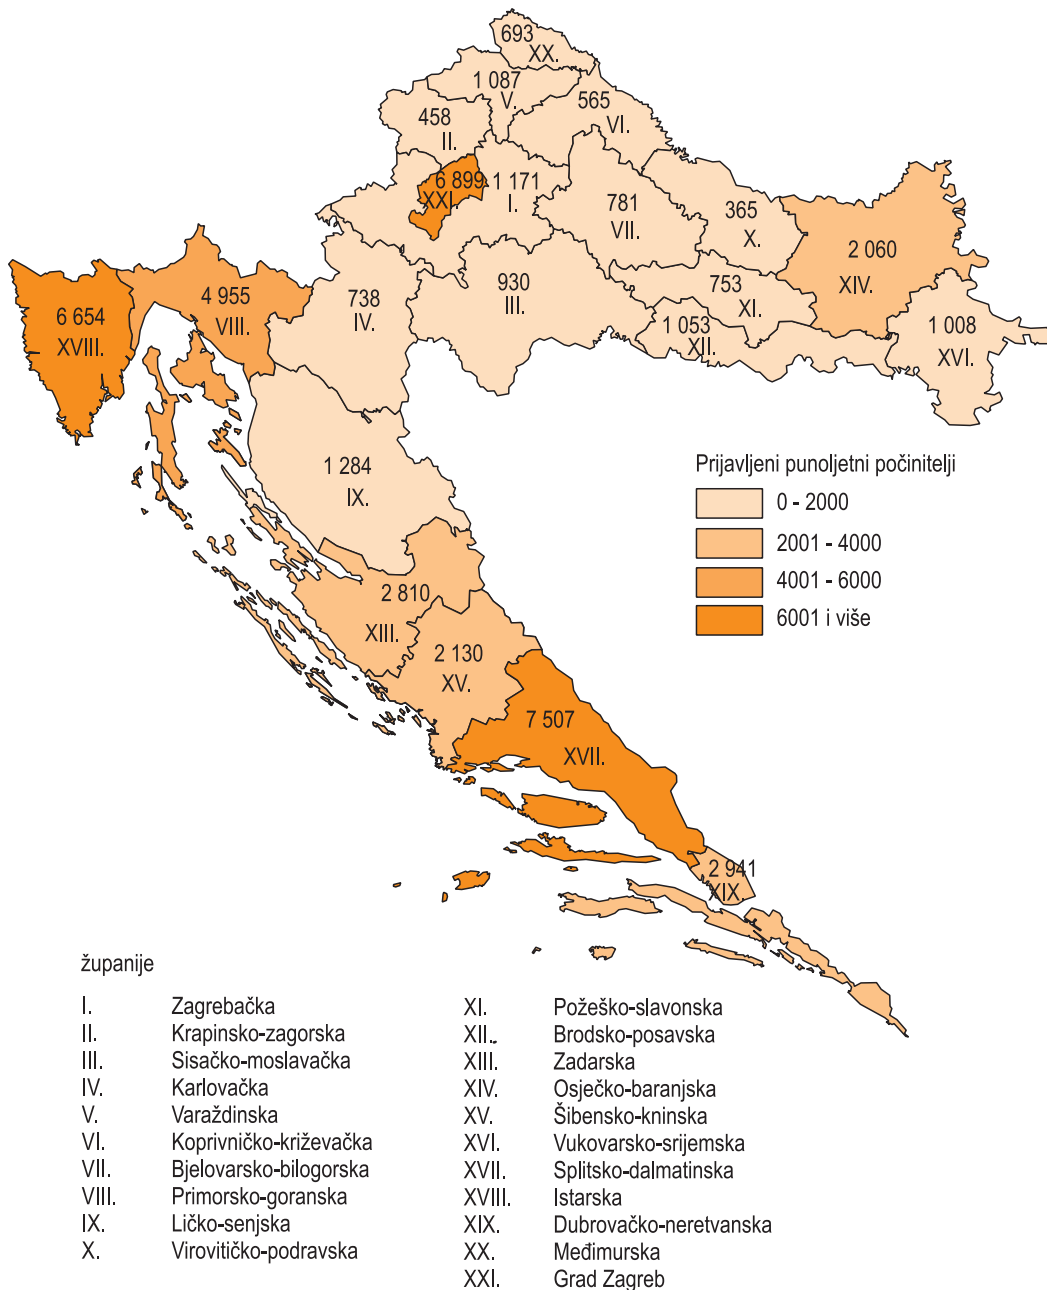 693
XX.
1 087
V.
565
VI.
458
II.
6 899
XXI.
1 171
I.
781
VII.
365
X.
2 060
XIV.
6 654
XVIII.
4 955
VIII.
738
IV.
930
III.
753
XI.
1 053
XII.
1 008
XVI.
1 284
IX.
Prijavljeni punoljetni počinitelji
0 - 2000
2001 - 4000
4001 - 6000
6001 i više
2 810
XIII.
2 130
XV.
7 507
XVII.
2 941
XIX.
županije
I. Zagrebačka
II. Krapinsko-zagorska
III. Sisačko-moslavačka
IV. Karlovačka
V. Varaždinska
VI. Koprivničko-križevačka
VII. Bjelovarsko-bilogorska
VIII. Primorsko-goranska
IX. Ličko-senjska
X. Virovitičko-podravska
XI. Požeško-slavonska
XII.. Brodsko-posavska
XIII. Zadarska
XIV. Osječko-baranjska
XV. Šibensko-kninska
XVI. Vukovarsko-srijemska
XVII. Splitsko-dalmatinska
XVIII. Istarska
XIX. Dubrovačko-neretvanska
XX. Međimurska
XXI. Grad Zagreb